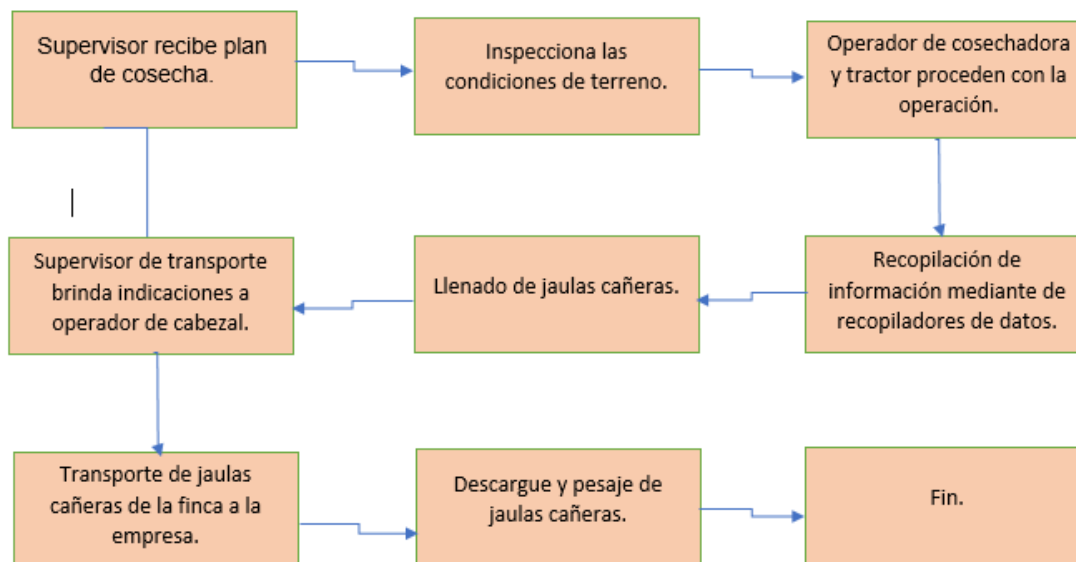 Supervisor recibe plan
de cosecha.
Inspecciona las
condiciones de terreno.
Operador de cosechadora
y tractor proceden con la
operación.
Recopilación de
información mediante de
recopiladores de datos.
Llenado de jaulas cañeras.
Supervisor de transporte
brinda indicaciones a
operador de cabezal.
Transporte de jaulas
cañeras de la finca a la
empresa.
Descargue y pesaje de
jaulas cañeras.
Fin.